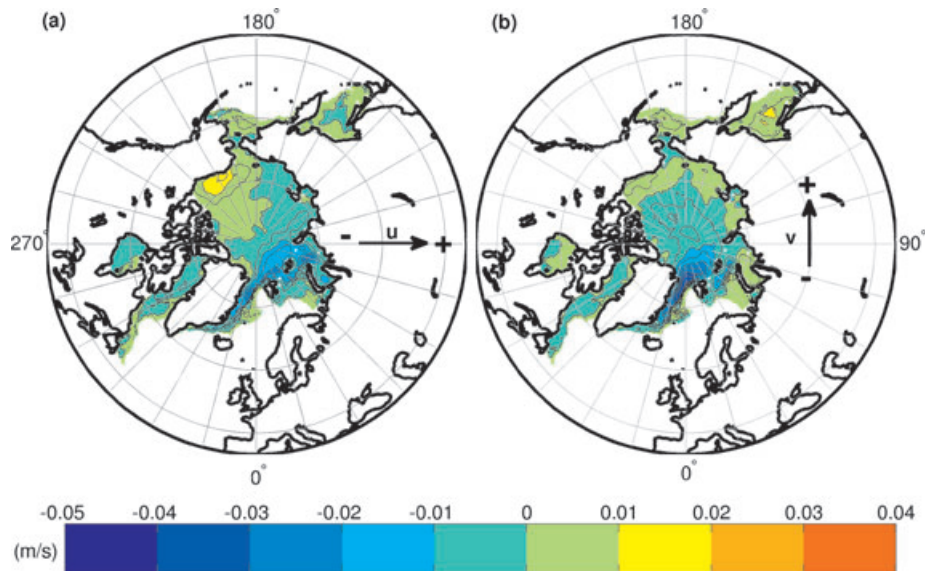 (a) 180° (b) 180°
270° - u + + v - 90°
0° 0°
-0.05 -0.04 -0.03 -0.02 -0.01 0 0.01 0.02 0.03 0.04
(m/s)